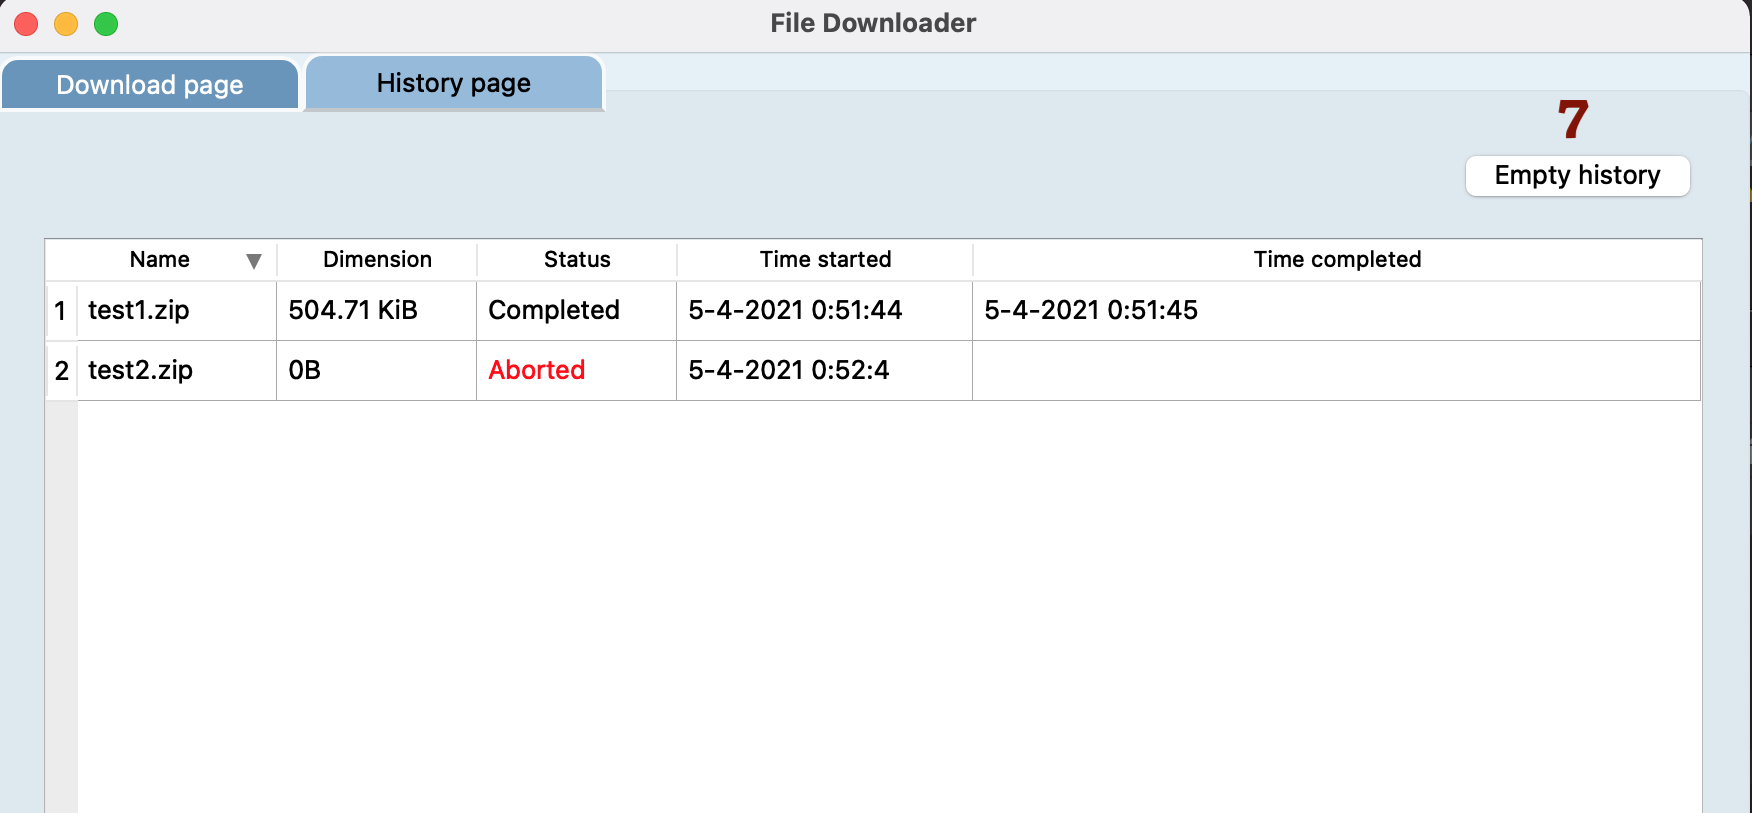 File Downloader
Download page History page
7
Empty history
Name Dimension Status Time started Time completed
1 test1.zip 504.71 KiB Completed 5-4-2021 0:51:44 5-4-2021 0:51:45
2 test2.zip 0B Aborted 5-4-2021 0:52:4